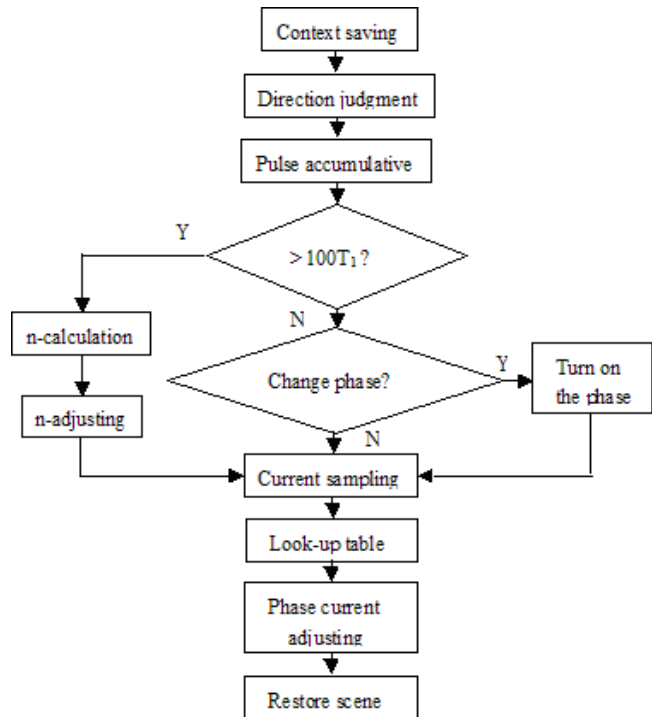 Context saving
Direction judgment
Pulse accumulative
Y
>100T₁?
n-calculation
N
Change phase?
Y
Turn on
the phase
n-adjusting
N
Current sampling
Look-up table
Phase current
adjusting
Restore scene